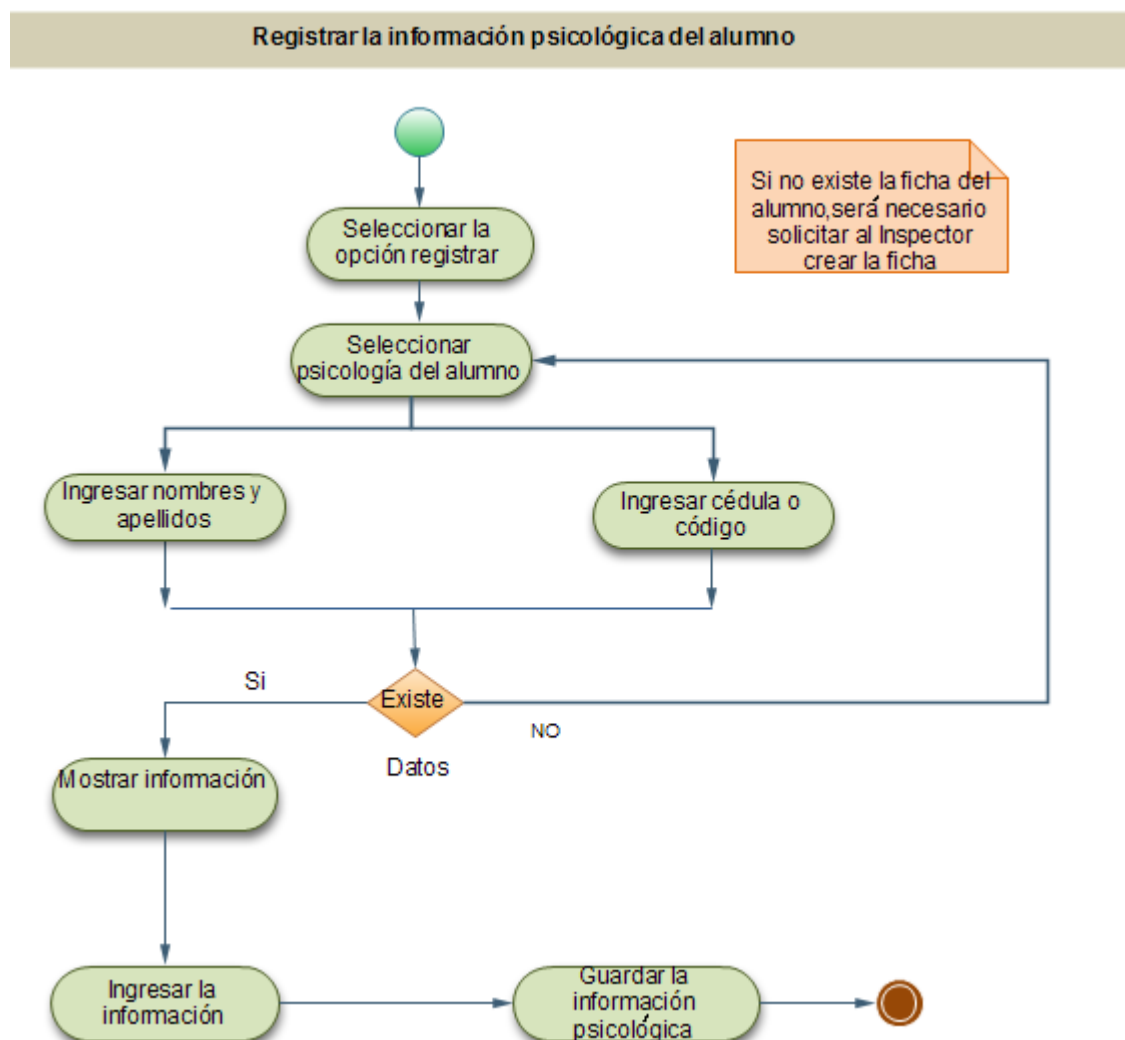 Registrar la información psicológica del alumno
Si no existe la ficha del
alumno,será necesario
solicitar al Inspector
crear la ficha
Seleccionar la
opción registrar
Seleccionar
psicología del alumno
Ingresar nombres y
apellidos
Ingresar cédula o
código
Si
Existe
NO
Datos
Mostrar información
Ingresar la
información
Guardar la
información
psicológica